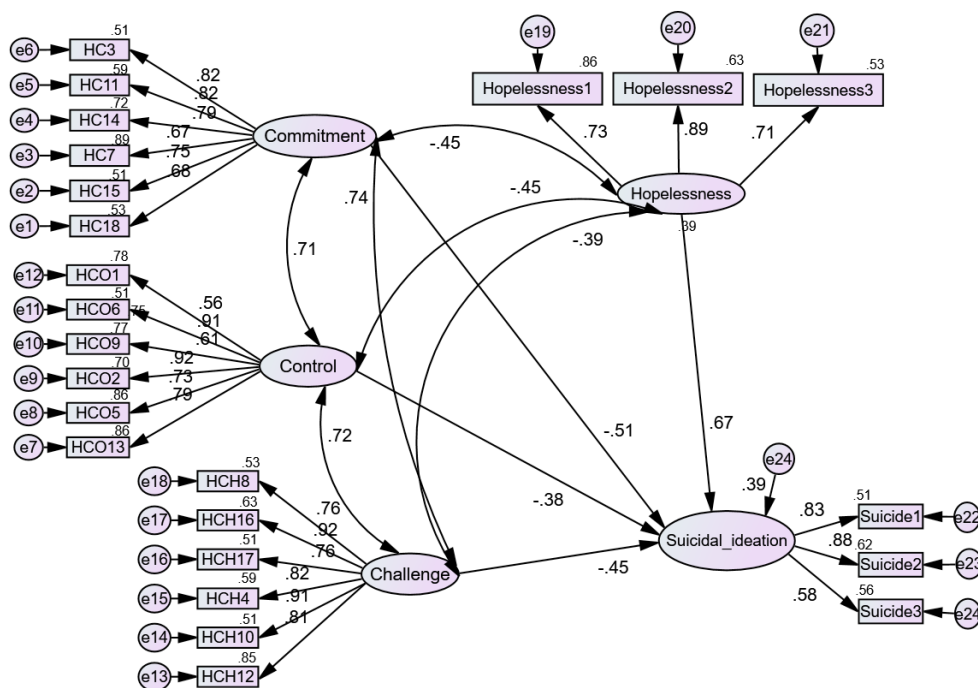 e6
HC3
.51
e5
HC11
.59
e4
HC14
.72
e3
HC7
.89
e2
HC15
.51
e1
HC18
.53
.82
.82
.79
.67
.75
.68
Commitment
e19
e20
e21
.86
.63
.53
Hopelessness1
Hopelessness2
Hopelessness3
.73
.89
.71
Hopelessness
.39
-.45
-.45
-.39
.74
.71
e12
HCO1
.78
e11
HCO6
.51
.75
e10
HCO9
.77
e9
HCO2
.70
e8
HCO5
.86
e7
HCO13
.86
.56
.91
.61
.92
.73
.79
Control
.72
-.51
-.38
-.45
.67
e18
HCH8
.53
e17
HCH16
.63
e16
HCH17
.51
e15
HCH4
.59
e14
HCH10
.51
e13
HCH12
.85
.76
.92
.76
.82
.91
.81
Challenge
e24
.39
Suicidal_ideation
.83
.88
.58
.51
Suicide1
e22
.62
Suicide2
e23
.56
Suicide3
e24